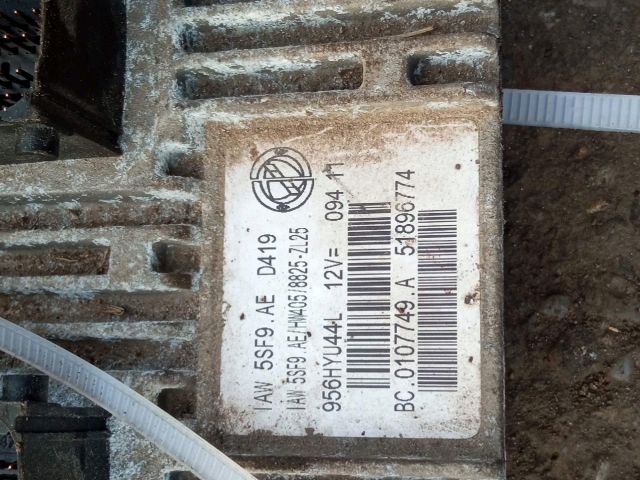 IAW 5SF9.AE D419
IAW 5SF9.AE/HW405/8825-ZL25
956HYU44L 12V= 094 11
BC.0107749.A 51896774